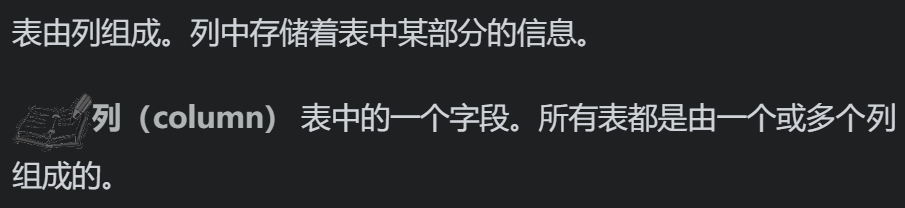 表由列组成。列中存储着表中某部分的信息。
列（column） 表中的一个字段。所有表都是由一个或多个列
组成的。